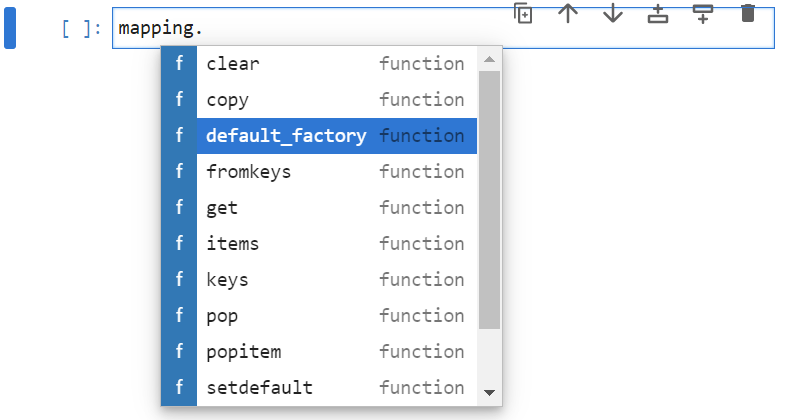 [ ]: mapping.
f clear function
f copy function
f default_factory function
f fromkeys function
f get function
f items function
f keys function
f pop function
f popitem function
f setdefault function